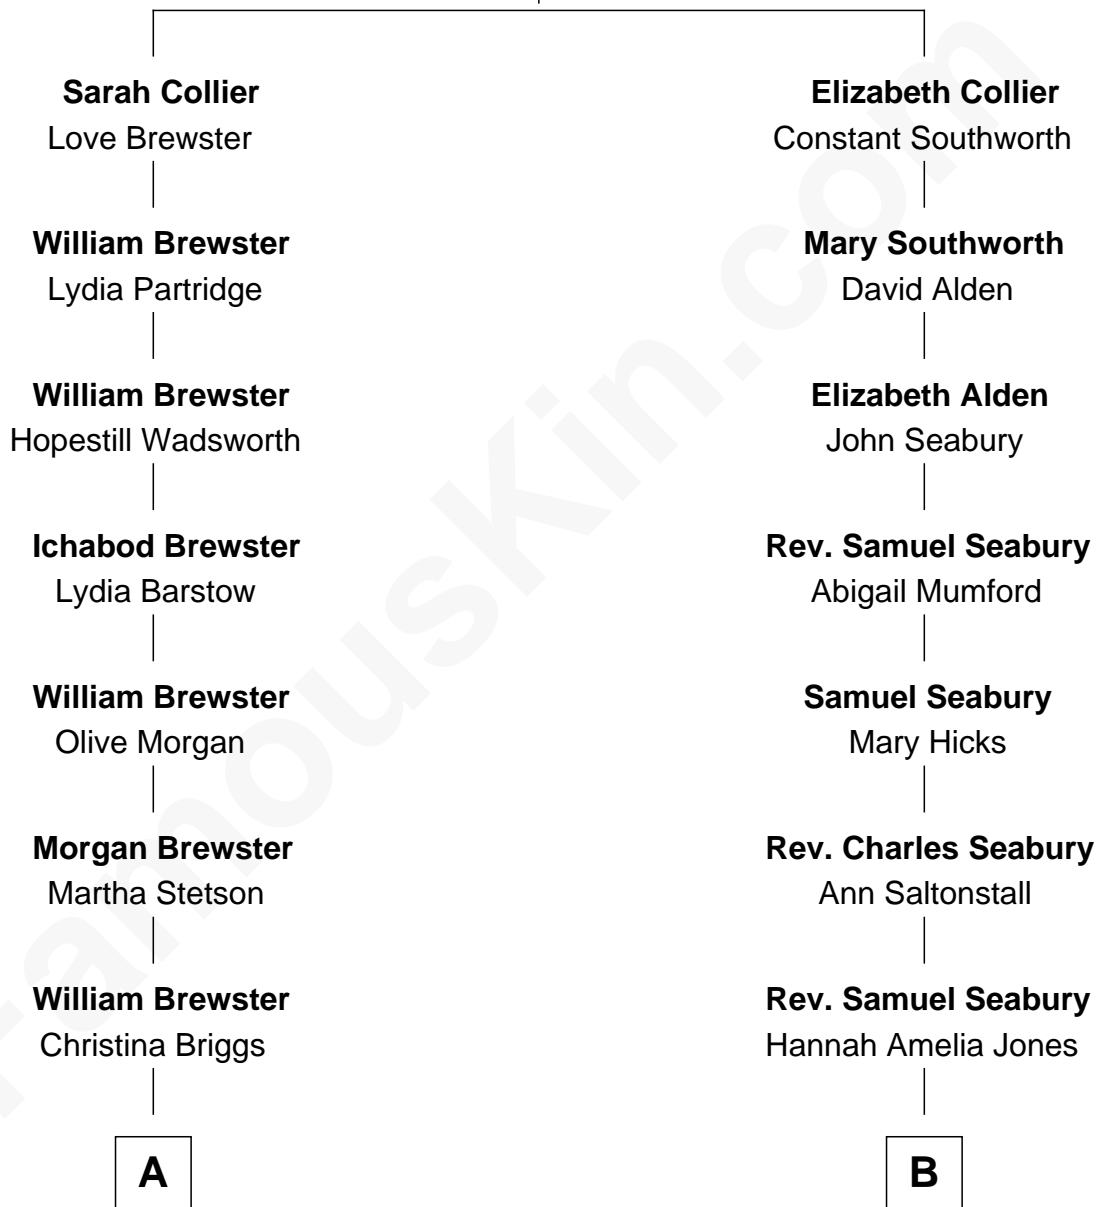 Sarah Collier
Love Brewster
William Brewster
Lydia Partridge
William Brewster
Hopestill Wadsworth
Ichabod Brewster
Lydia Barstow
William Brewster
Olive Morgan
Morgan Brewster
Martha Stetson
William Brewster
Christina Briggs
A
Elizabeth Collier
Constant Southworth
Mary Southworth
David Alden
Elizabeth Alden
John Seabury
Rev. Samuel Seabury
Abigail Mumford
Samuel Seabury
Mary Hicks
Rev. Charles Seabury
Ann Saltonstall
Rev. Samuel Seabury
Hannah Amelia Jones
B
FamousKin.com